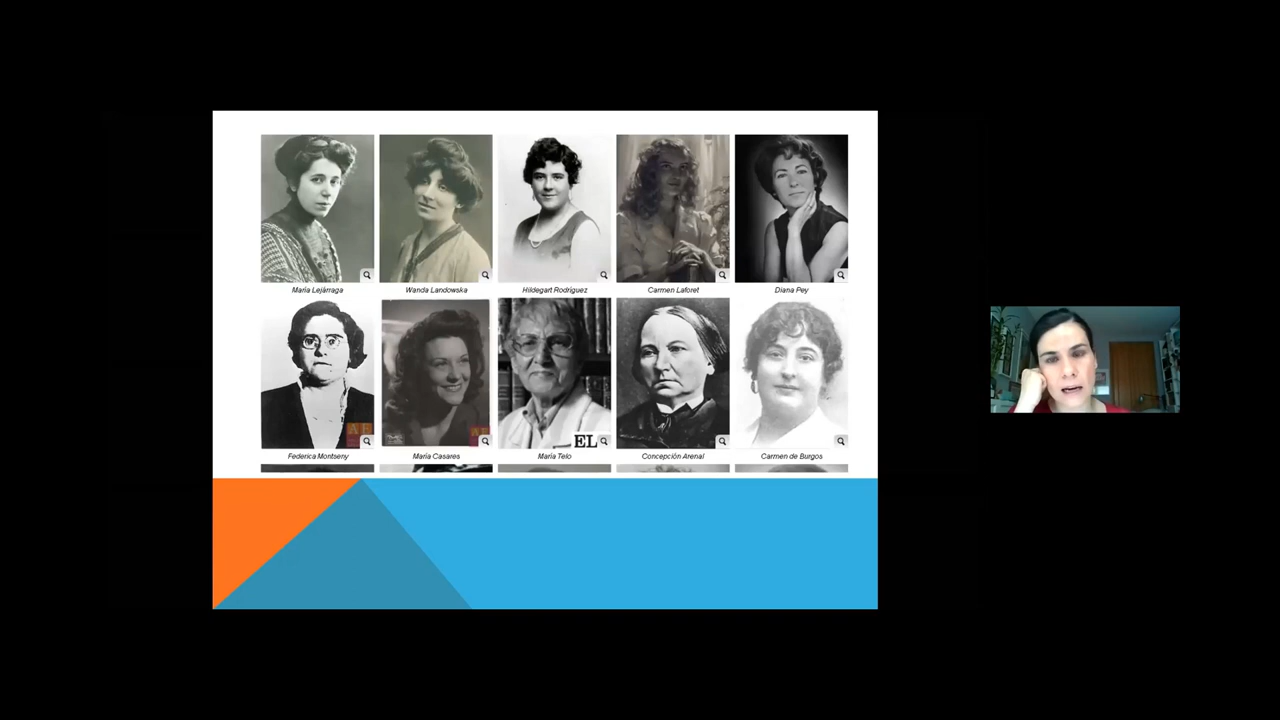 María Lejárraga
Wanda Landowska
Hildegart Rodríguez
Carmen Laforet
Diana Pey
AE
EL
Federica Montseny
María Casares
María Telo
Concepción Arenal
Carmen de Burgos